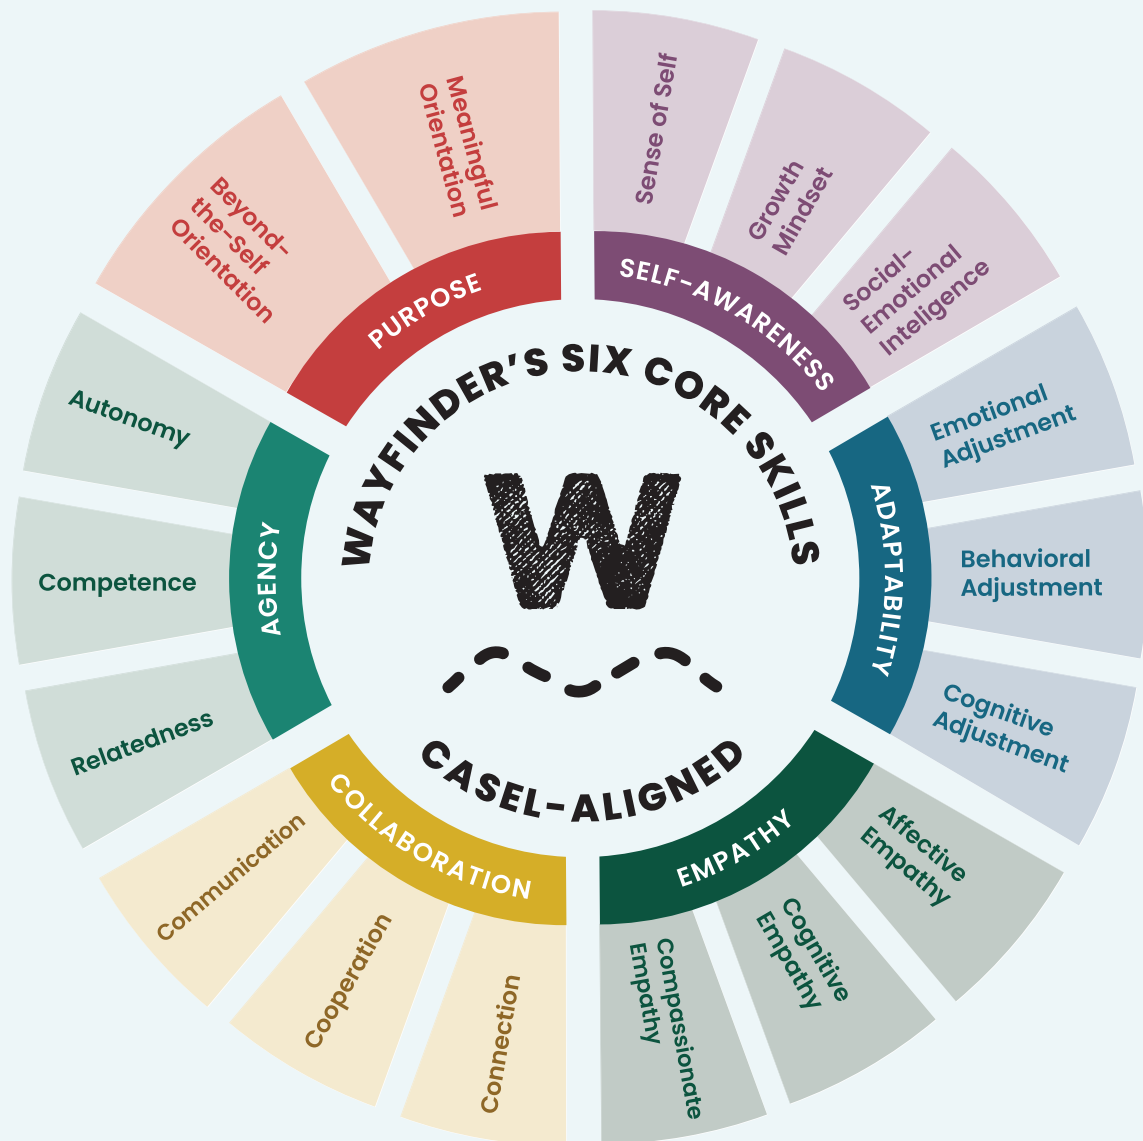 WAYFINDER'S SIX CORE SKILLS
W
CASEL-ALIGNED
SELF-AWARENESS
Sense of Self
Growth
Mindset
Social-
Emotional
Inteligence
ADAPTABILITY
Emotional
Adjustment
Behavioral
Adjustment
Cognitive
Adjustment
EMPATHY
Affective
Empathy
Cognitive
Empathy
Compassionate
Empathy
COLLABORATION
Connection
Cooperation
Communication
AGENCY
Relatedness
Competence
Autonomy
PURPOSE
Beyond-
the-Self
Orientation
Meaningful
Orientation